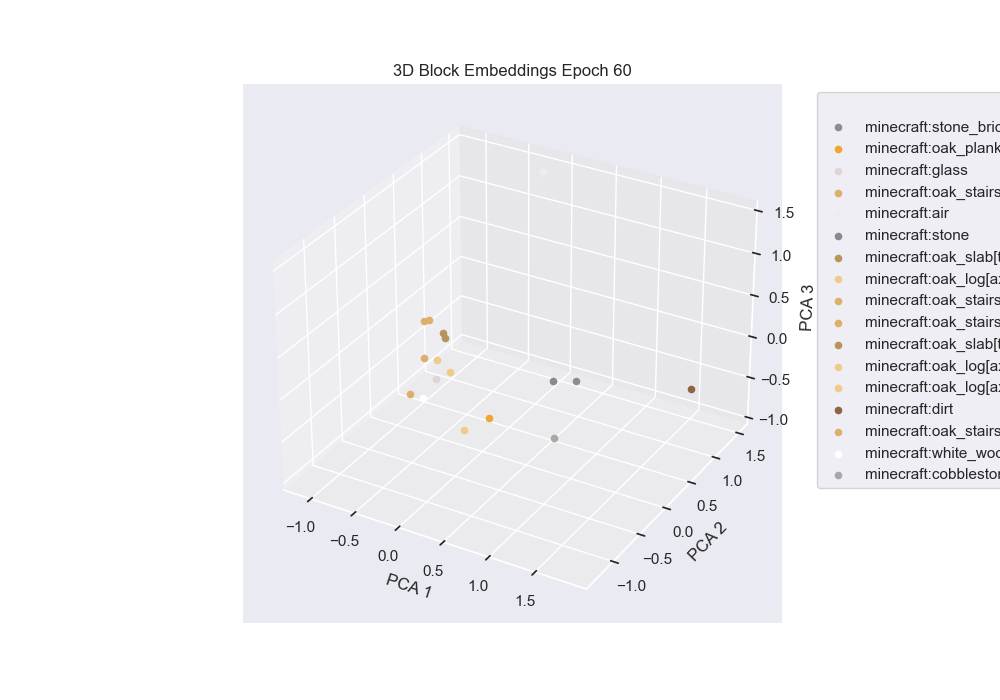 3D Block Embeddings Epoch 60
minecraft:stone_bric
minecraft:oak_plank
minecraft:glass
minecraft:oak_stairs
minecraft:air
minecraft:stone
minecraft:oak_slab[t
minecraft:oak_log[ax
minecraft:oak_stairs
minecraft:oak_stairs
minecraft:oak_slab[t
minecraft:oak_log[ax
minecraft:oak_log[ax
minecraft:dirt
minecraft:oak_stairs
minecraft:white_woo
minecraft:cobbleston
1.5
1.0
0.5
0.0
−0.5
−1.0
PCA 3
1.5
1.0
0.5
0.0
−0.5
−1.0
PCA 2
−1.0
−0.5
0.0
0.5
1.0
1.5
PCA 1